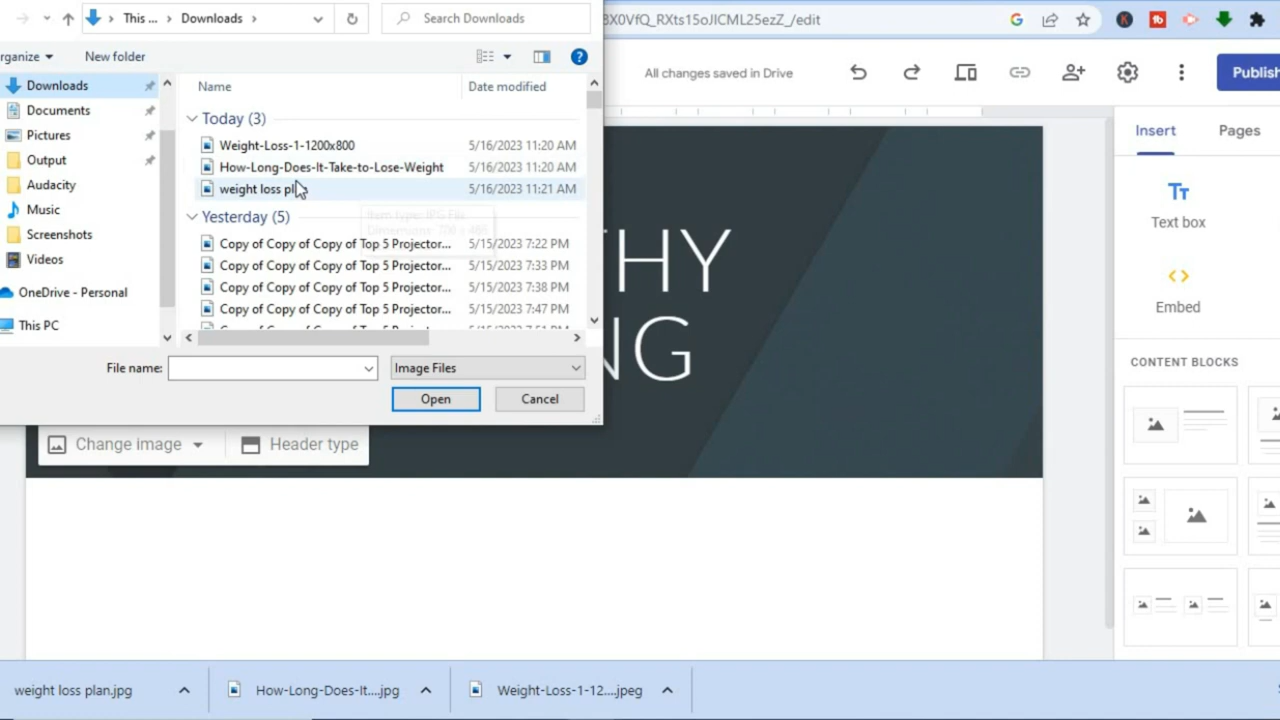 This ...
Downloads
Search Downloads
3X0VfQ_RXts15oJICML25ezZ_/edit
rganize
New folder
All changes saved in Drive
Publish
Downloads
Documents
Pictures
Output
Audacity
Music
Screenshots
Videos
OneDrive - Personal
This PC
Name
Date modified
Today (3)
Weight-Loss-1-1200x800 5/16/2023 11:20 AM
How-Long-Does-It-Take-to-Lose-Weight 5/16/2023 11:20 AM
weight loss plan 5/16/2023 11:21 AM
Item type: JPG File
Yesterday (5)
Copy of Copy of Copy of Top 5 Projector... 5/15/2023 7:22 PM
Copy of Copy of Copy of Top 5 Projector... 5/15/2023 7:33 PM
Copy of Copy of Copy of Top 5 Projector... 5/15/2023 7:38 PM
Copy of Copy of Copy of Top 5 Projector... 5/15/2023 7:47 PM
File name:
Image Files
Open
Cancel
THY
NG
Change image
Header type
Insert
Pages
Text box
Embed
CONTENT BLOCKS
weight loss plan.jpg
How-Long-Does-It....jpg
Weight-Loss-1-12....jpeg